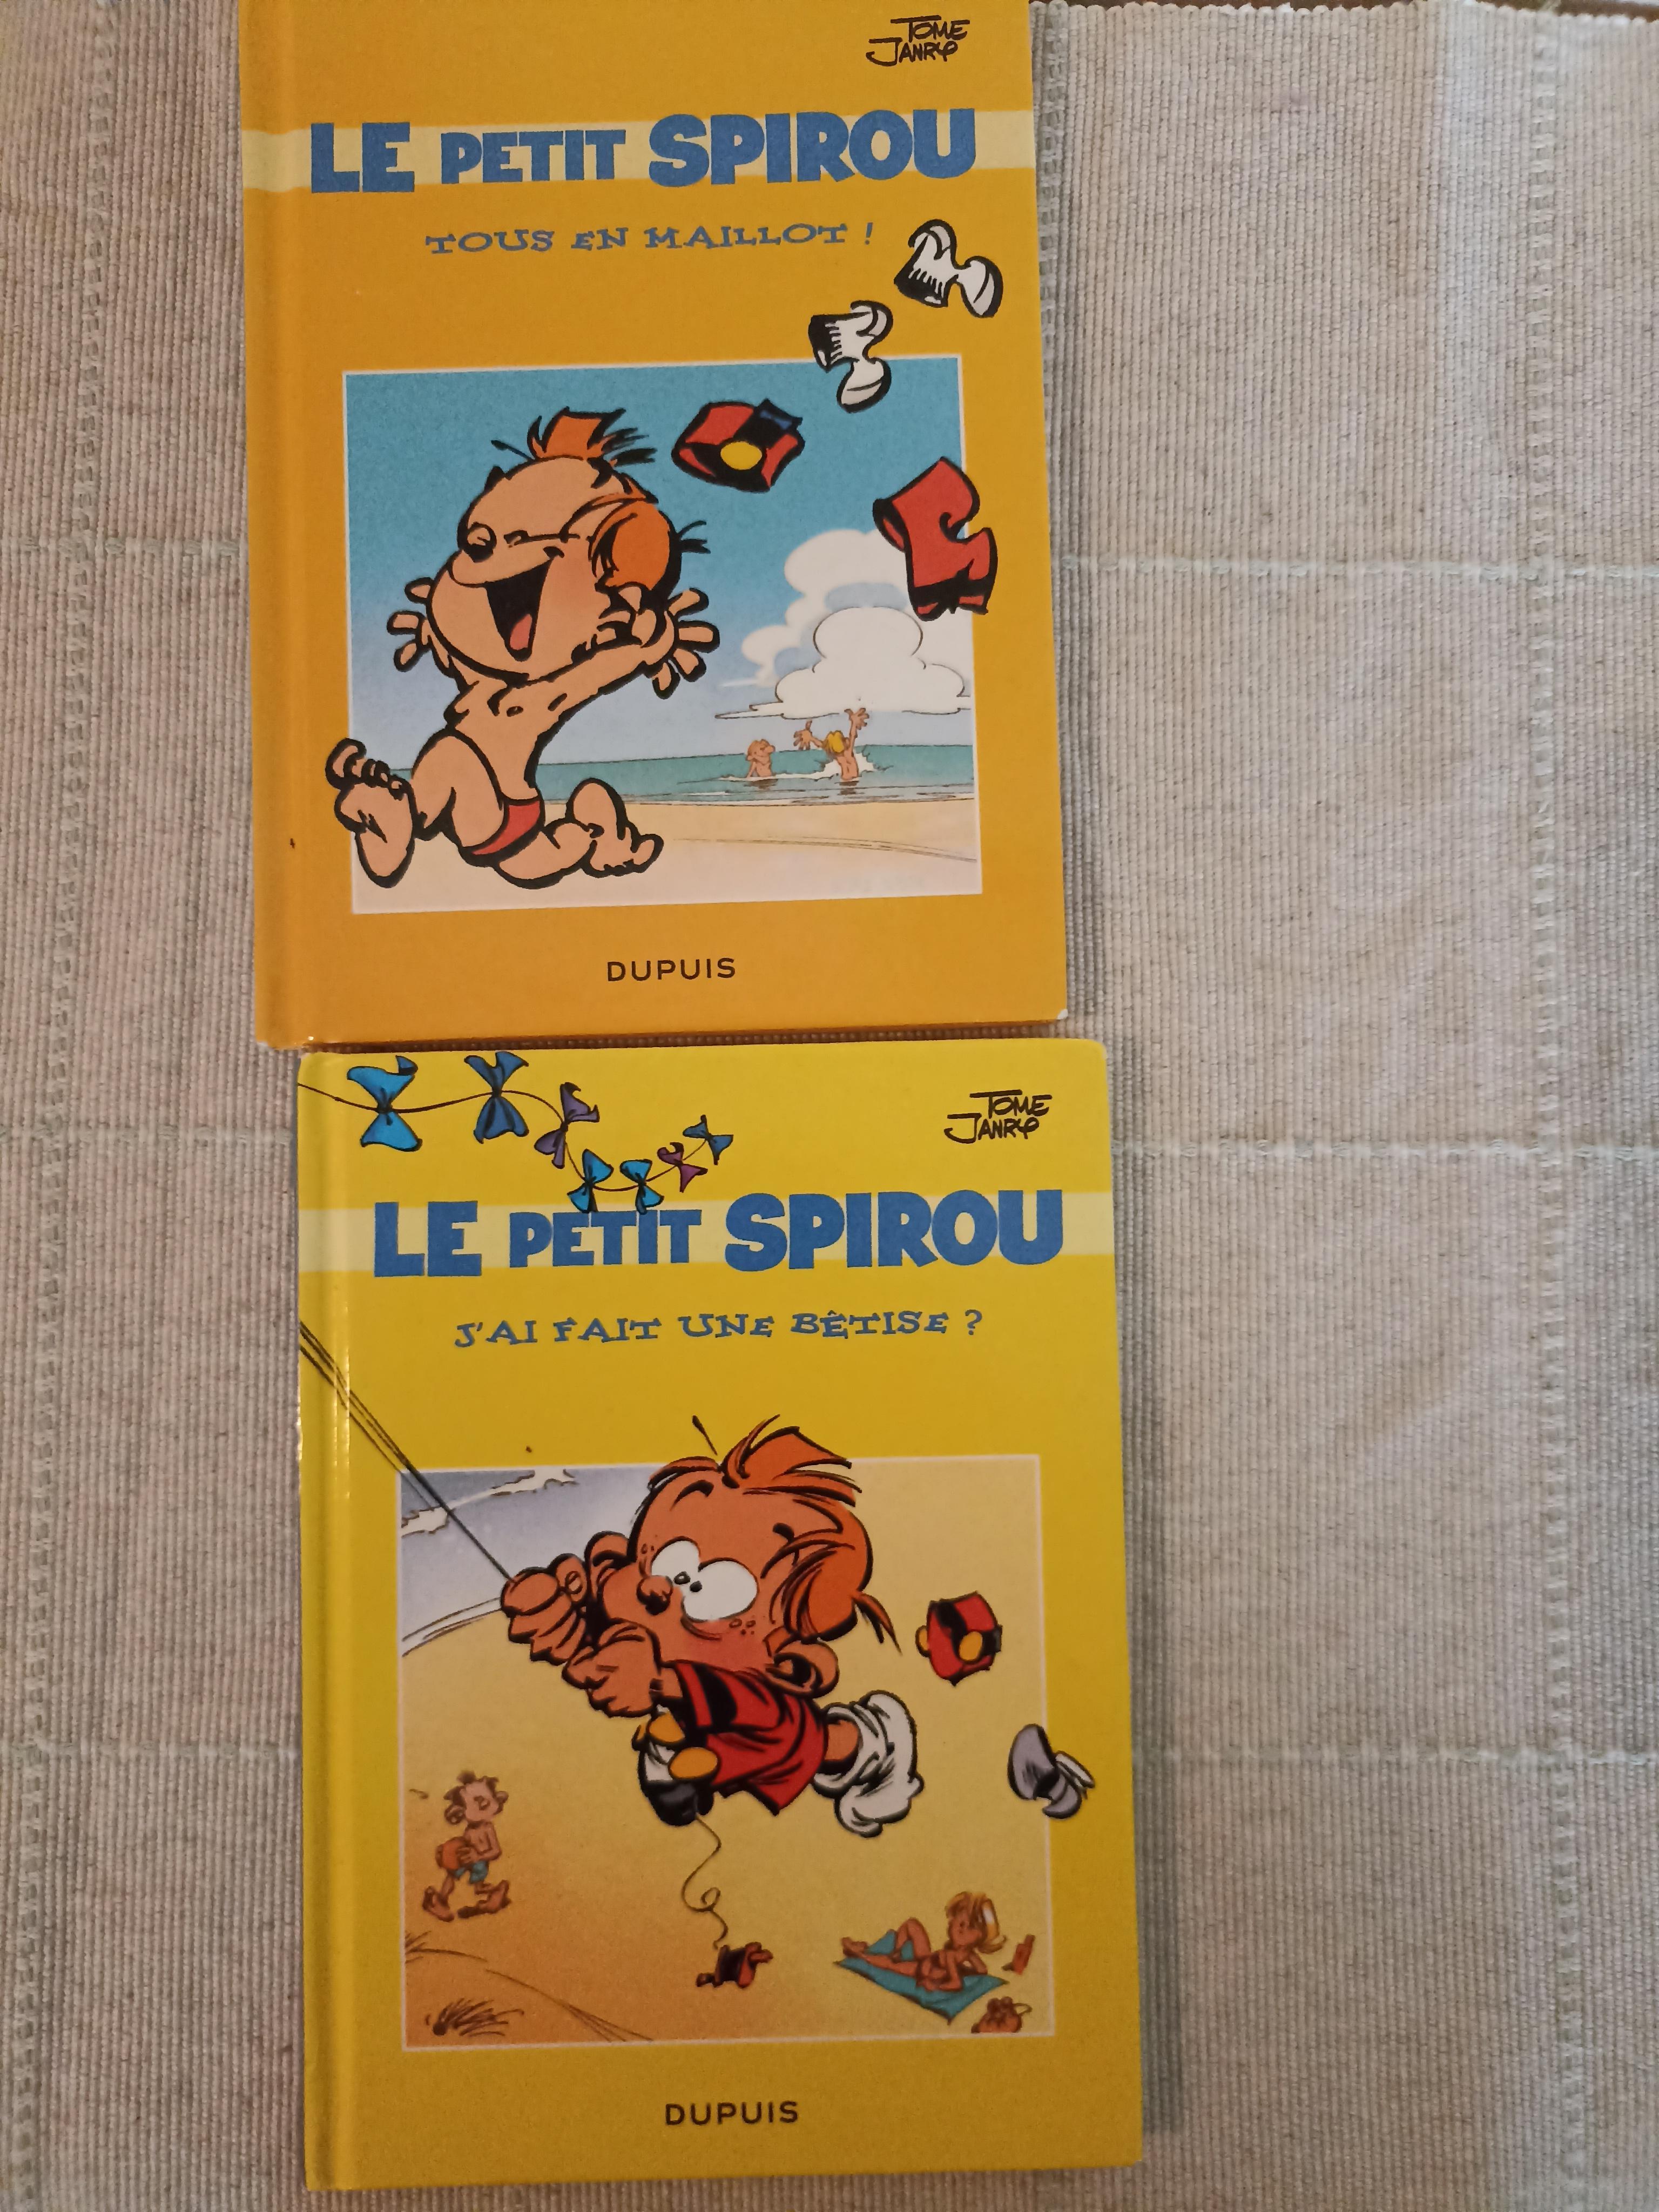 TOME
JANRY
LE PETIT SPIROU
TOUS EN MAILLOT !
DUPUIS
TOME
JANRY
LE PETIT SPIROU
J'AI FAIT UNE BÊTISE ?
DUPUIS